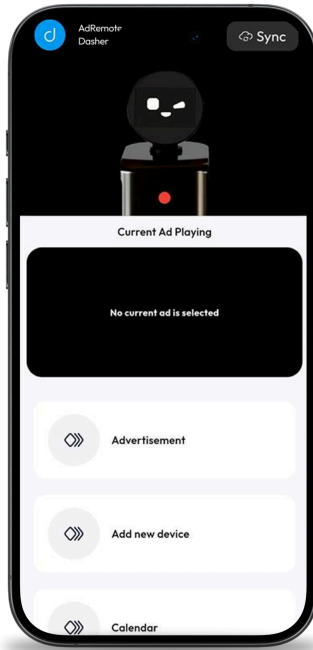 AdRemote
Dasher
Sync
Current Ad Playing
No current ad is selected
Advertisement
Add new device
Calendar